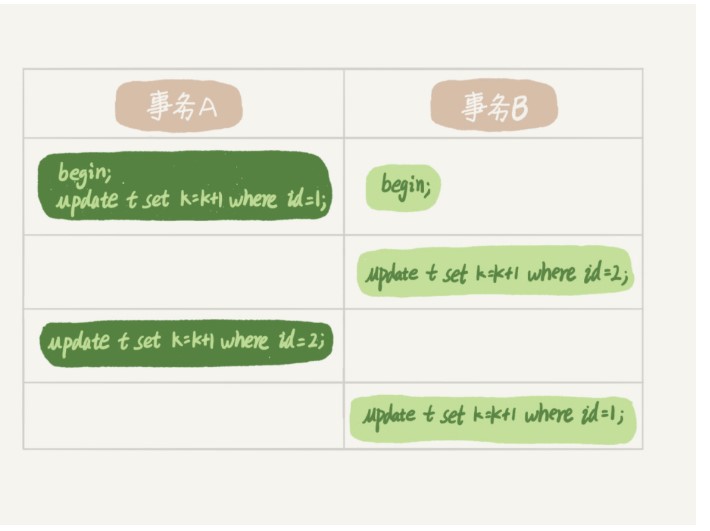 事务A
事务B
begin;
update t set k=k+1 where id=1;
begin;
update t set k=k+1 where id=2;
update t set k=k+1 where id=2;
update t set k=k+1 where id=1;